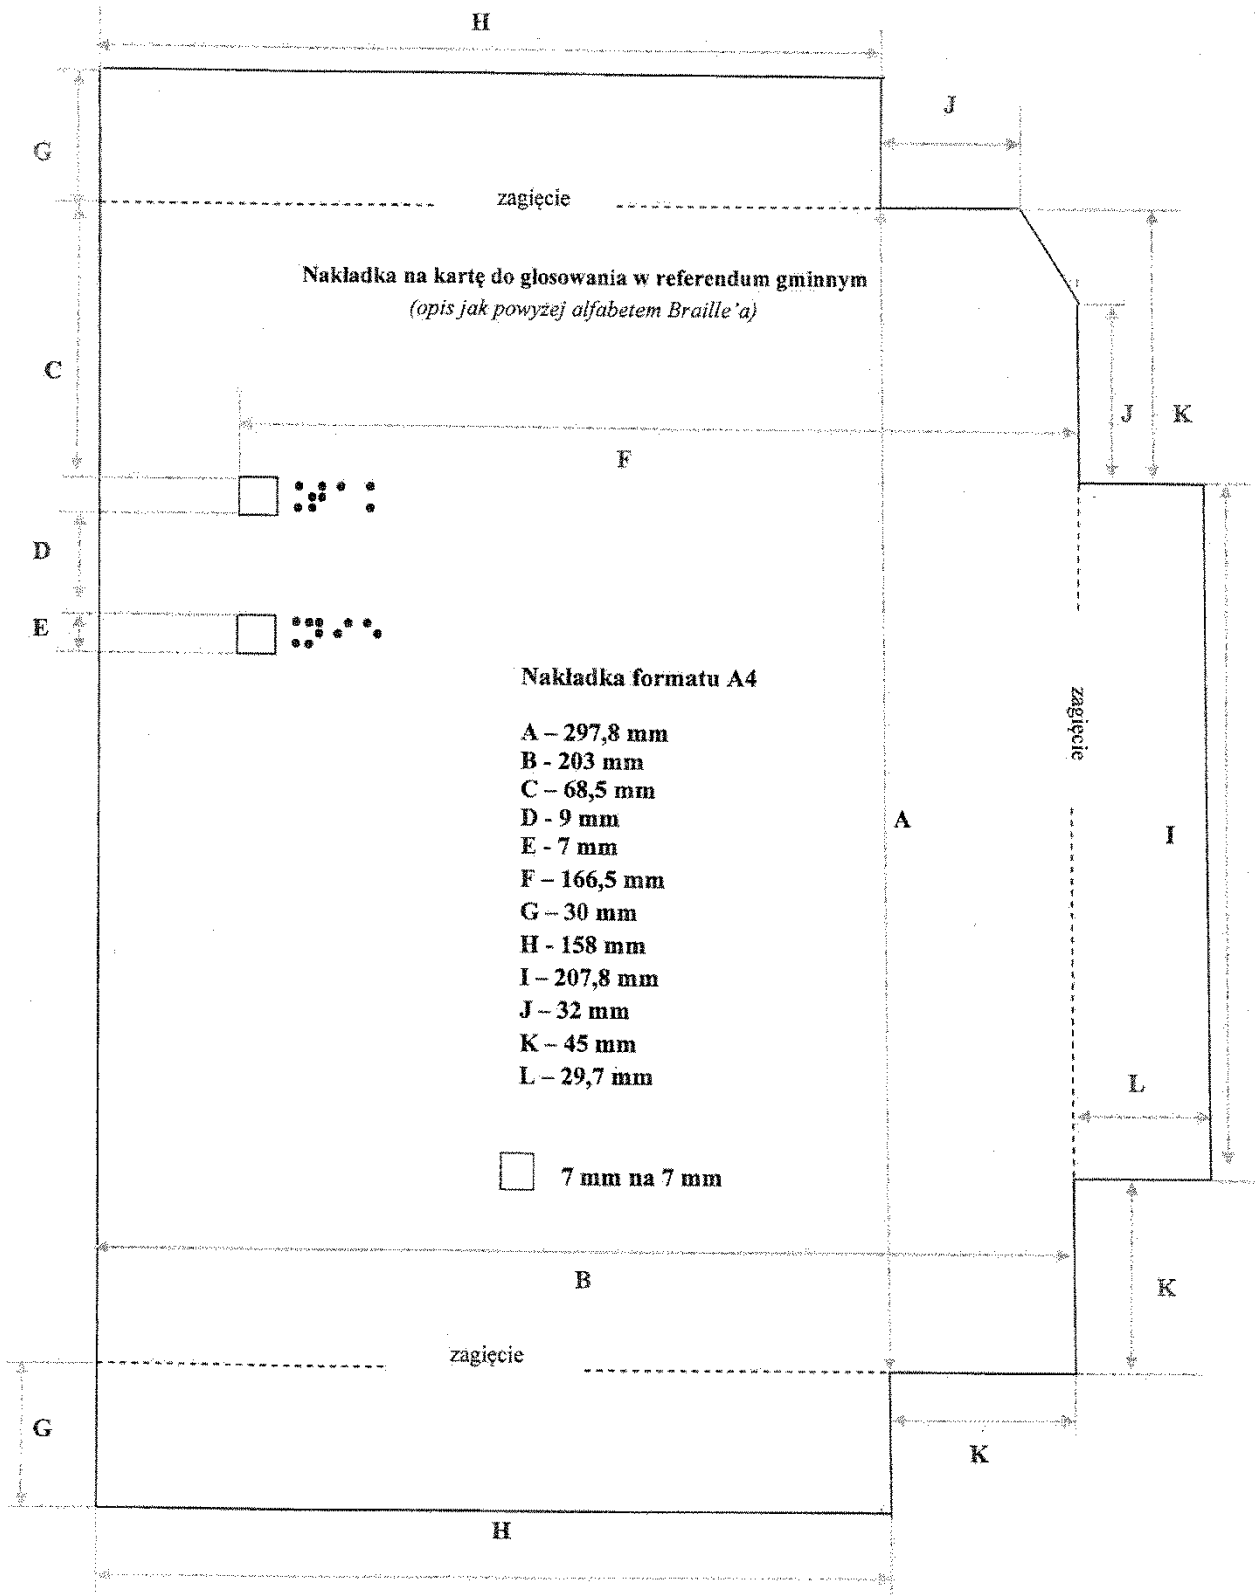 H
J
G
zagięcie
Nakładka na kartę do głosowania w referendum gminnym
(opis jak powyżej alfabetem Braille'a)
C
J
K
F
D
E
Nakładka formatu A4
zagięcie
A – 297,8 mm
B - 203 mm
C – 68,5 mm
D - 9 mm
A
I
E - 7 mm
F – 166,5 mm
G – 30 mm
H - 158 mm
I – 207,8 mm
J – 32 mm
K – 45 mm
L – 29,7 mm
L
7 mm na 7 mm
B
K
zagięcie
G
K
H